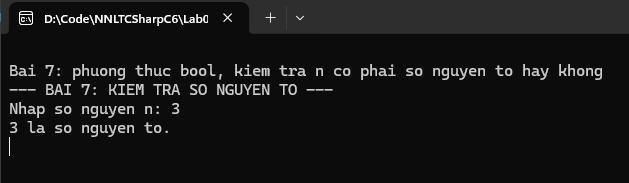 D:\Code\NNLTCSharpC6\Lab0
Bai 7: phuong thuc bool, kiem tra n co phai so nguyen to hay khong
--- BAI 7: KIEM TRA SO NGUYEN TO ---
Nhap so nguyen n: 3
3 la so nguyen to.